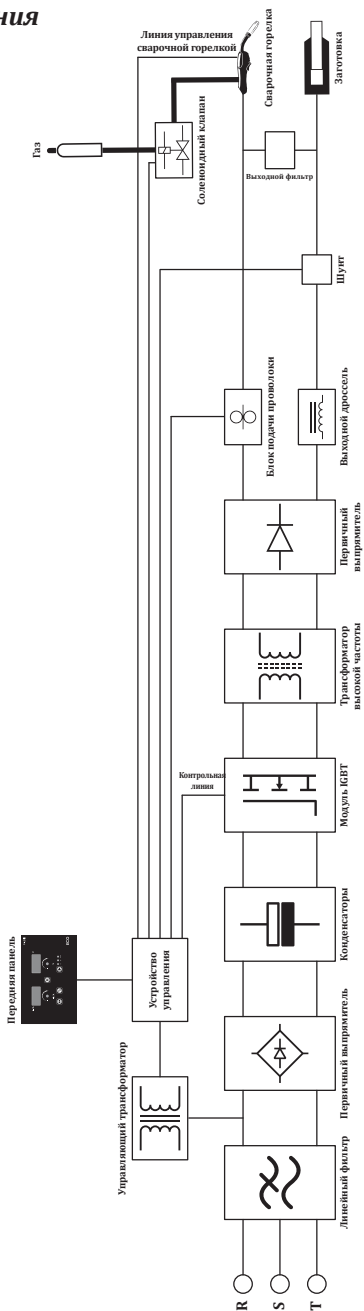 ния
Линия управления
сварочной горелкой
Сварочная горелка
Заготовка
Газ
Соленоидный клапан
Выходной фильтр
Шунт
Блок подачи проволоки
Выходной дроссель
Первичный
выпрямитель
Трансформатор
высокой частоты
Контрольная
линия
Модуль IGBT
Передняя панель
Устройство
управления
Конденсаторы
Управляющий трансформатор
Первичный выпрямитель
Линейный фильтр
R
S
T